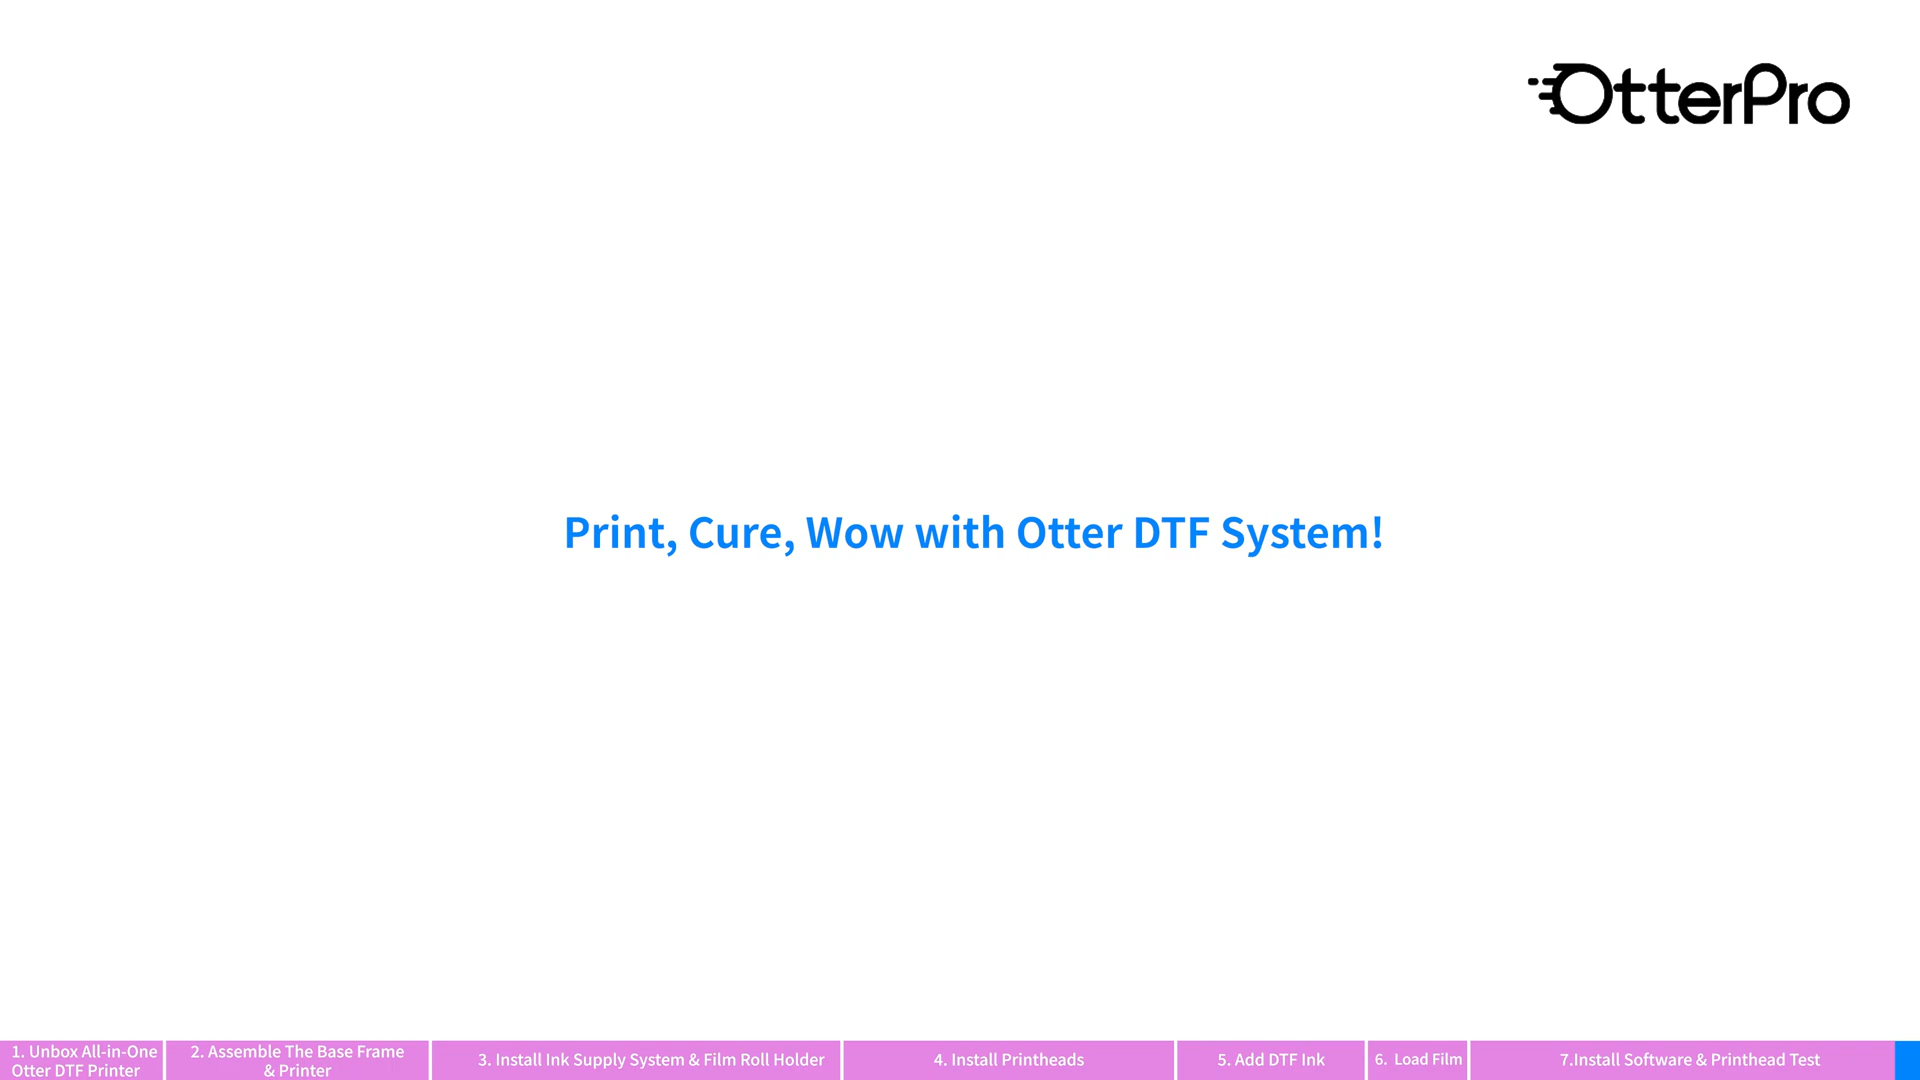 OtterPro
Print, Cure, Wow with Otter DTF System!
1. Unbox All-in-One
Otter DTF Printer
2. Assemble The Base Frame
& Printer
3. Install Ink Supply System & Film Roll Holder
4. Install Printheads
5. Add DTF Ink
6. Load Film
7.Install Software & Printhead Test